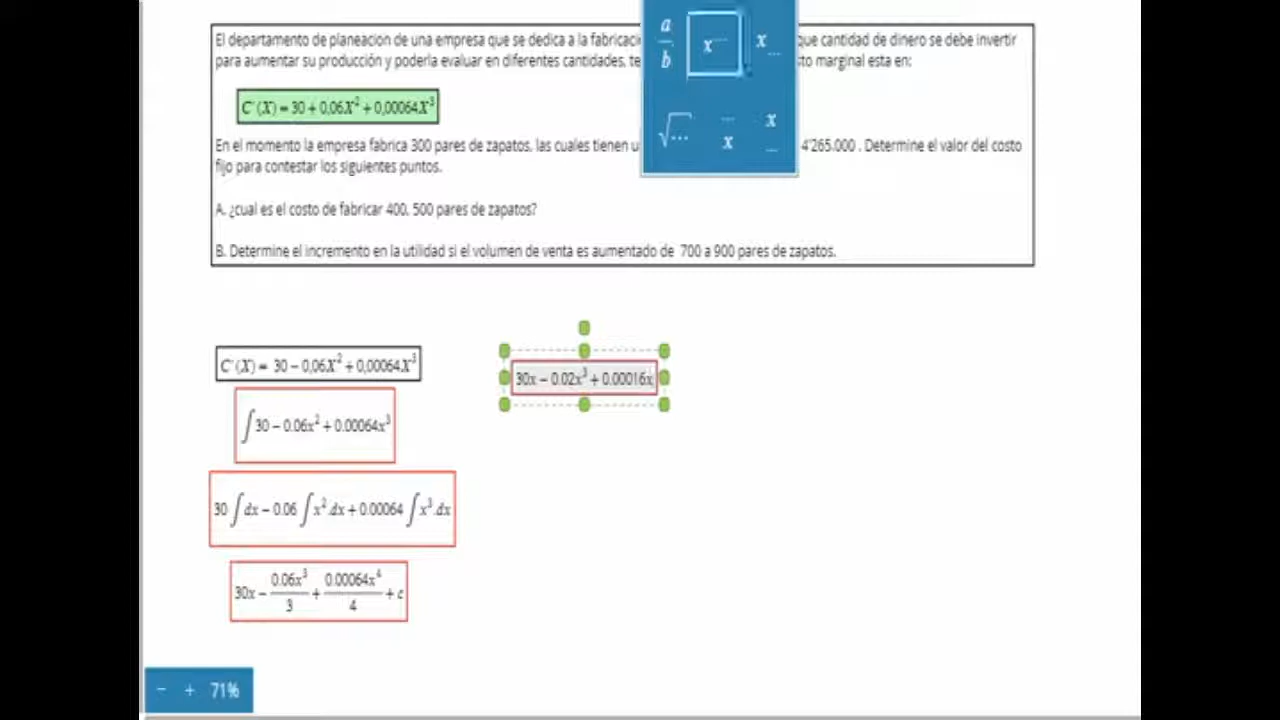 El departamento de planeacion de una empresa que se dedica a la que cantidad de dinero se debe invertir
para aumentar su producción y poderla evaluar en diferentes cantidades, marginal esta en:
C'(X) = 30 + 0,06X² + 0,00064X³
En el momento la empresa fabrica 300 pares de zapatos, las cuales tienen 4'265.000 . Determine el valor del costo
fijo para contestar los siguientes puntos.
A. ¿cual es el costo de fabricar 400, 500 pares de zapatos?
B. Determine el incremento en la utilidad si el volumen de venta es aumentado de 700 a 900 pares de zapatos.
a/b x^... x_...
√... ...x x...
C'(X) = 30 − 0,06X² + 0,00064X³
∫30 − 0.06x² + 0.00064x³
30∫dx − 0.06∫x².dx + 0.00064∫x³.dx
30x − 0.06x³/3 + 0.00064x⁴/4 + c
30x − 0.02x³ + 0.00016x
− + 71%